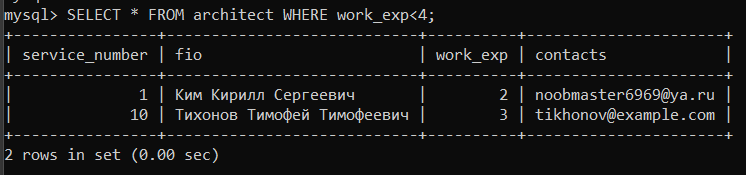 mysql> SELECT * FROM architect WHERE work_exp<4;
+----------------+---------------------------+----------+----------------------+
| service_number | fio                       | work_exp | contacts             |
+----------------+---------------------------+----------+----------------------+
|              1 | Ким Кирилл Сергеевич      |        2 | noobmaster6969@ya.ru |
|             10 | Тихонов Тимофей Тимофеевич |        3 | tikhonov@example.com |
+----------------+---------------------------+----------+----------------------+
2 rows in set (0.00 sec)